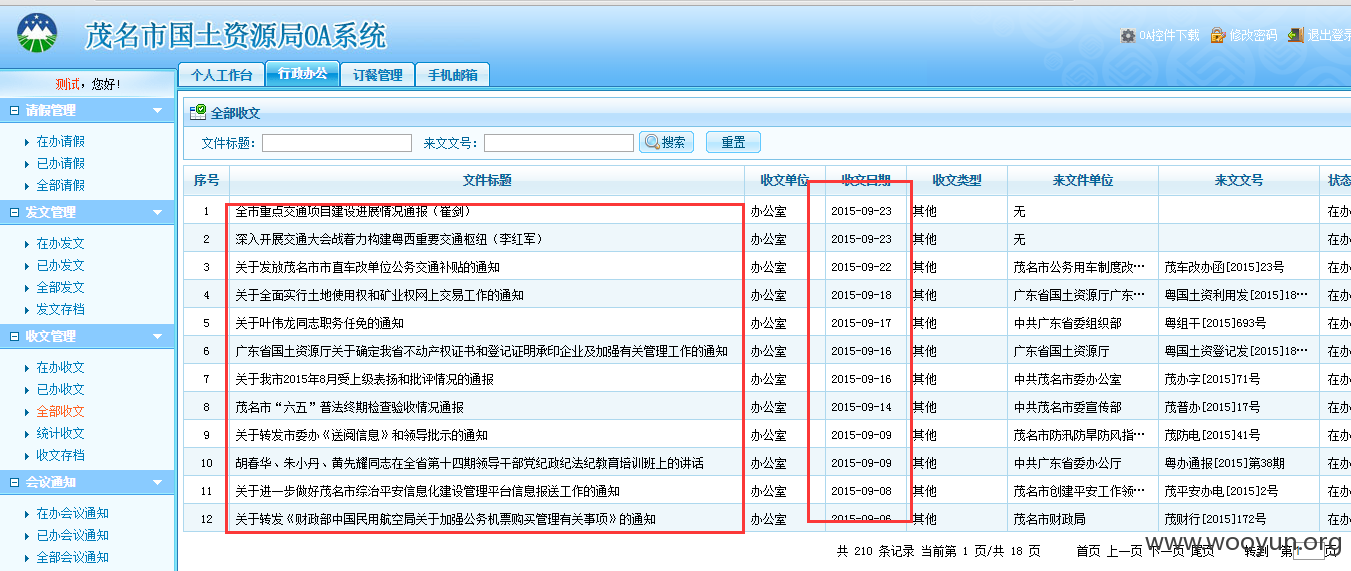 茂名市国土资源局OA系统
OA控件下载 修改密码 退出登录
测试，您好！
个人工作台 行政办公 订餐管理 手机邮箱
请假管理
在办请假
已办请假
全部请假
发文管理
在办发文
已办发文
全部发文
发文存档
收文管理
在办收文
已办收文
全部收文
统计收文
收文存档
会议通知
在办会议通知
已办会议通知
全部会议通知
全部收文
文件标题： 来文文号： 搜索 重置
序号 文件标题 收文单位 收文日期 收文类型 来文件单位 来文文号 状态
1 全市重点交通项目建设进展情况通报（崔剑） 办公室 2015-09-23 其他 无 在办
2 深入开展交通大会战着力构建粤西重要交通枢纽（李红军） 办公室 2015-09-23 其他 无 在办
3 关于发放茂名市市直车改单位公务交通补贴的通知 办公室 2015-09-22 其他 茂名市公务用车制度改… 茂车改办函[2015]23号 在办
4 关于全面实行土地使用权和矿业权网上交易工作的通知 办公室 2015-09-18 其他 广东省国土资源厅广东… 粤国土资利用发[2015]18… 在办
5 关于叶伟龙同志职务任免的通知 办公室 2015-09-17 其他 中共广东省委组织部 粤组干[2015]693号 在办
6 广东省国土资源厅关于确定我省不动产权证书和登记证明承印企业及加强有关管理工作的通知 办公室 2015-09-16 其他 广东省国土资源厅 粤国土资登记发[2015]18… 在办
7 关于我市2015年8月受上级表扬和批评情况的通报 办公室 2015-09-16 其他 中共茂名市委办公室 茂办字[2015]71号 在办
8 茂名市“六五”普法终期检查验收情况通报 办公室 2015-09-14 其他 中共茂名市委宣传部 茂普办[2015]17号 在办
9 关于转发市委办《送阅信息》和领导批示的通知 办公室 2015-09-09 其他 茂名市防汛防旱防风指… 茂防电[2015]41号 在办
10 胡春华、朱小丹、黄先耀同志在全省第十四期领导干部党纪政纪法纪教育培训班上的讲话 办公室 2015-09-09 其他 中共广东省委办公厅 粤办通报[2015]第38期 在办
11 关于进一步做好茂名市综治平安信息化建设管理平台信息报送工作的通知 办公室 2015-09-08 其他 茂名市创建平安工作领… 茂平安办电[2015]2号 在办
12 关于转发《财政部中国民用航空局关于加强公务机票购买管理有关事项》的通知 办公室 2015-09-06 其他 茂名市财政局 茂财行[2015]172号 在办
共 210 条记录 当前第 1 页/共 18 页 首页 上一页 下一页 尾页 转到 第 1 页
www.wooyun.org